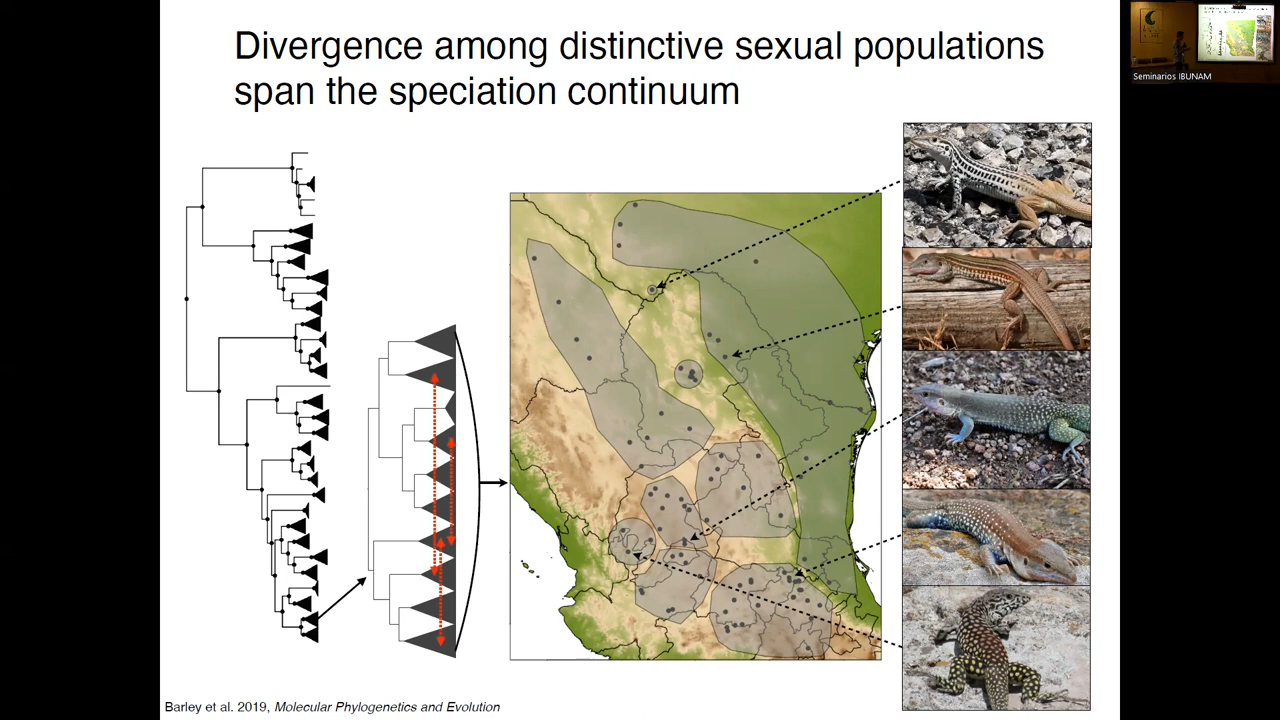 Divergence among distinctive sexual populations
span the speciation continuum
Seminarios IBUNAM
Barley et al. 2019, Molecular Phylogenetics and Evolution